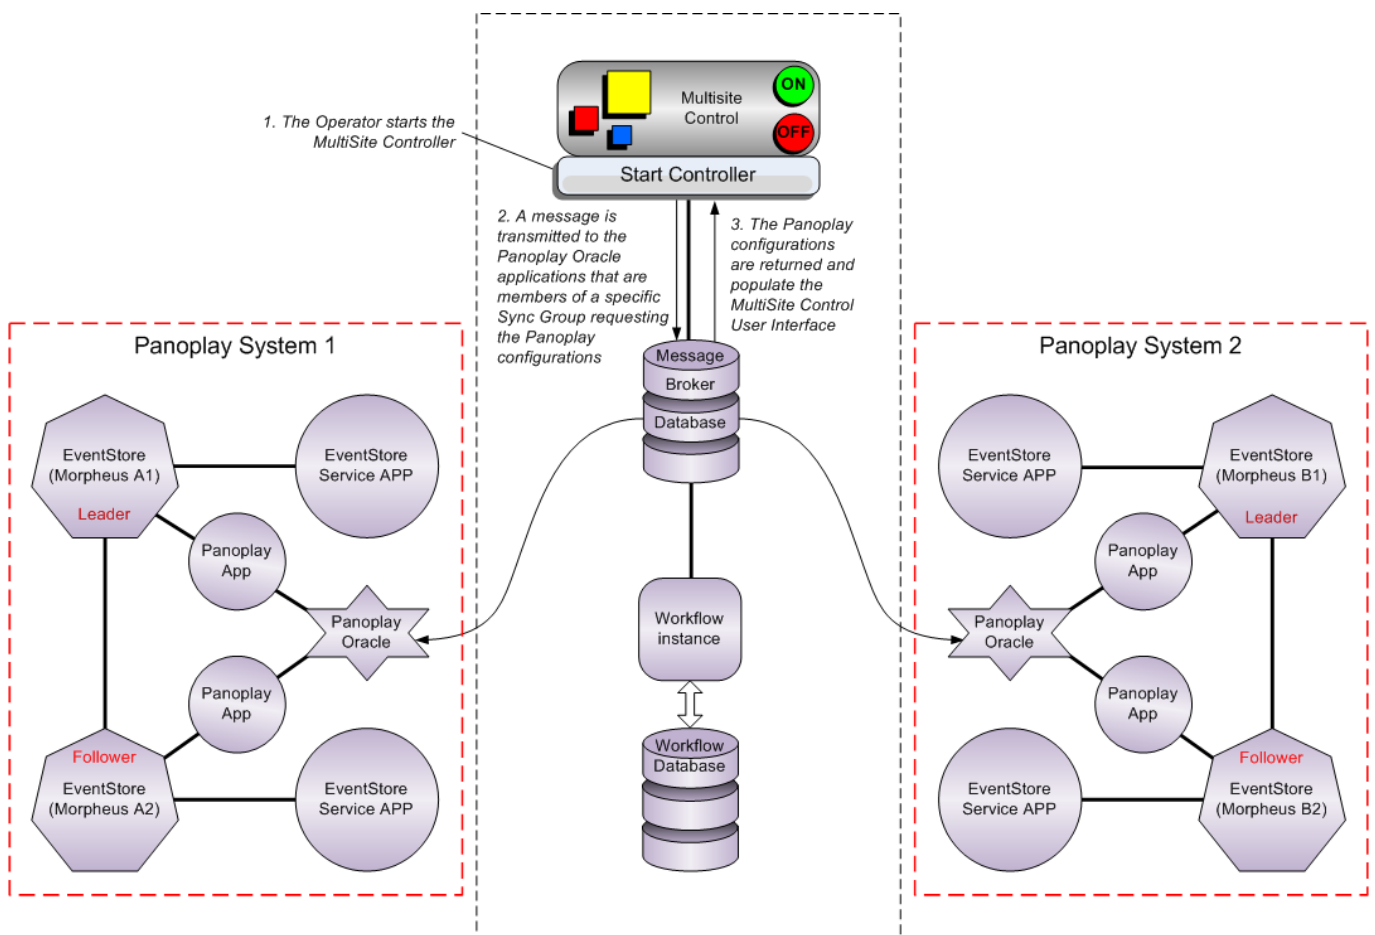 Multisite
Control
ON
OFF
Start Controller
1. The Operator starts the
MultiSite Controller
2. A message is
transmitted to the
Panoplay Oracle
applications that are
members of a specific
Sync Group requesting
the Panoplay
configurations
3. The Panoplay
configurations
are returned and
populate the
MultiSite Control
User Interface
Message
Broker
Database
Workflow
instance
Workflow
Database
Panoplay System 1
EventStore
(Morpheus A1)
Leader
EventStore
Service APP
Panoplay
App
Panoplay
Oracle
Panoplay
App
Follower
EventStore
(Morpheus A2)
EventStore
Service APP
Panoplay System 2
EventStore
Service APP
EventStore
(Morpheus B1)
Leader
Panoplay
App
Panoplay
Oracle
Panoplay
App
Follower
EventStore
(Morpheus B2)
EventStore
Service APP